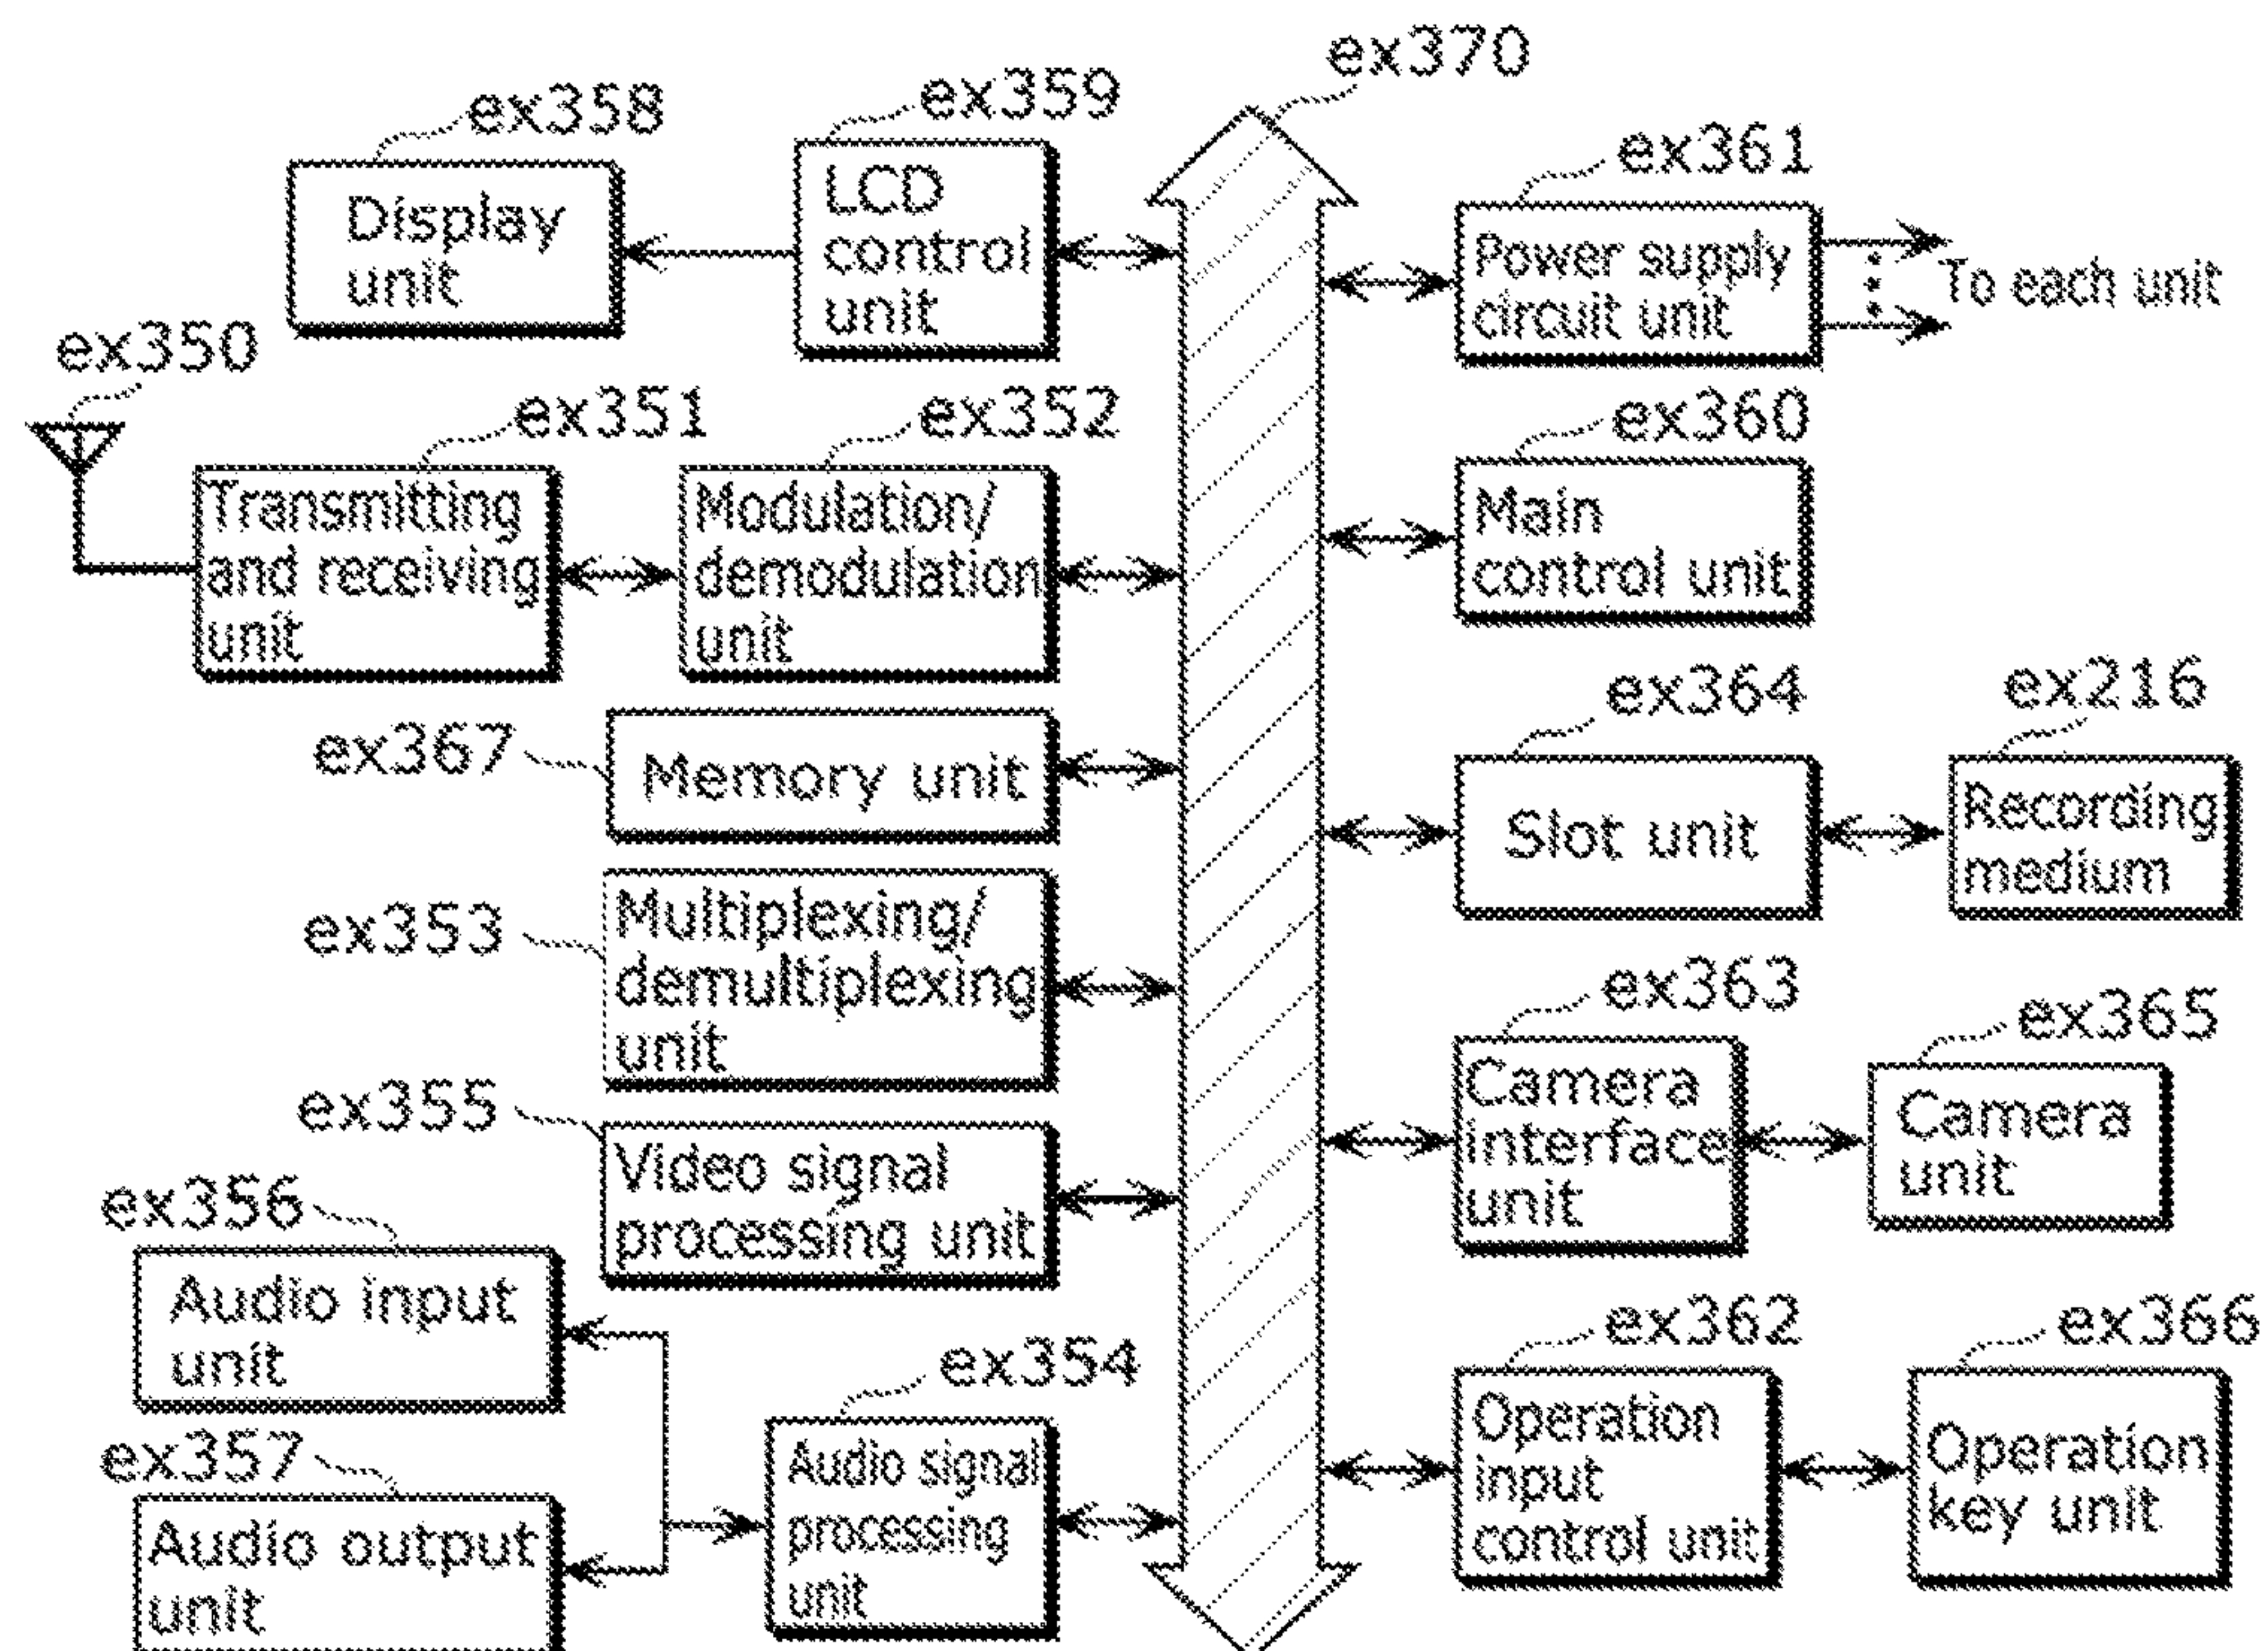 ex370
ex358
ex359
ex361
Display
unit
LCD
control
unit
Power supply
circuit unit
To each unit
ex350
ex351
ex352
ex360
Transmitting
and receiving
unit
Modulation/
demodulation
unit
Main
control unit
ex367
Memory unit
ex364
ex216
Slot unit
Recording
medium
ex353
Multiplexing/
demultiplexing
unit
ex363
ex365
Camera
interface
unit
Camera
unit
ex355
Video signal
processing unit
ex356
Audio input
unit
ex354
ex362
ex366
ex357
Audio output
unit
Audio signal
processing
unit
Operation
input
control unit
Operation
key unit